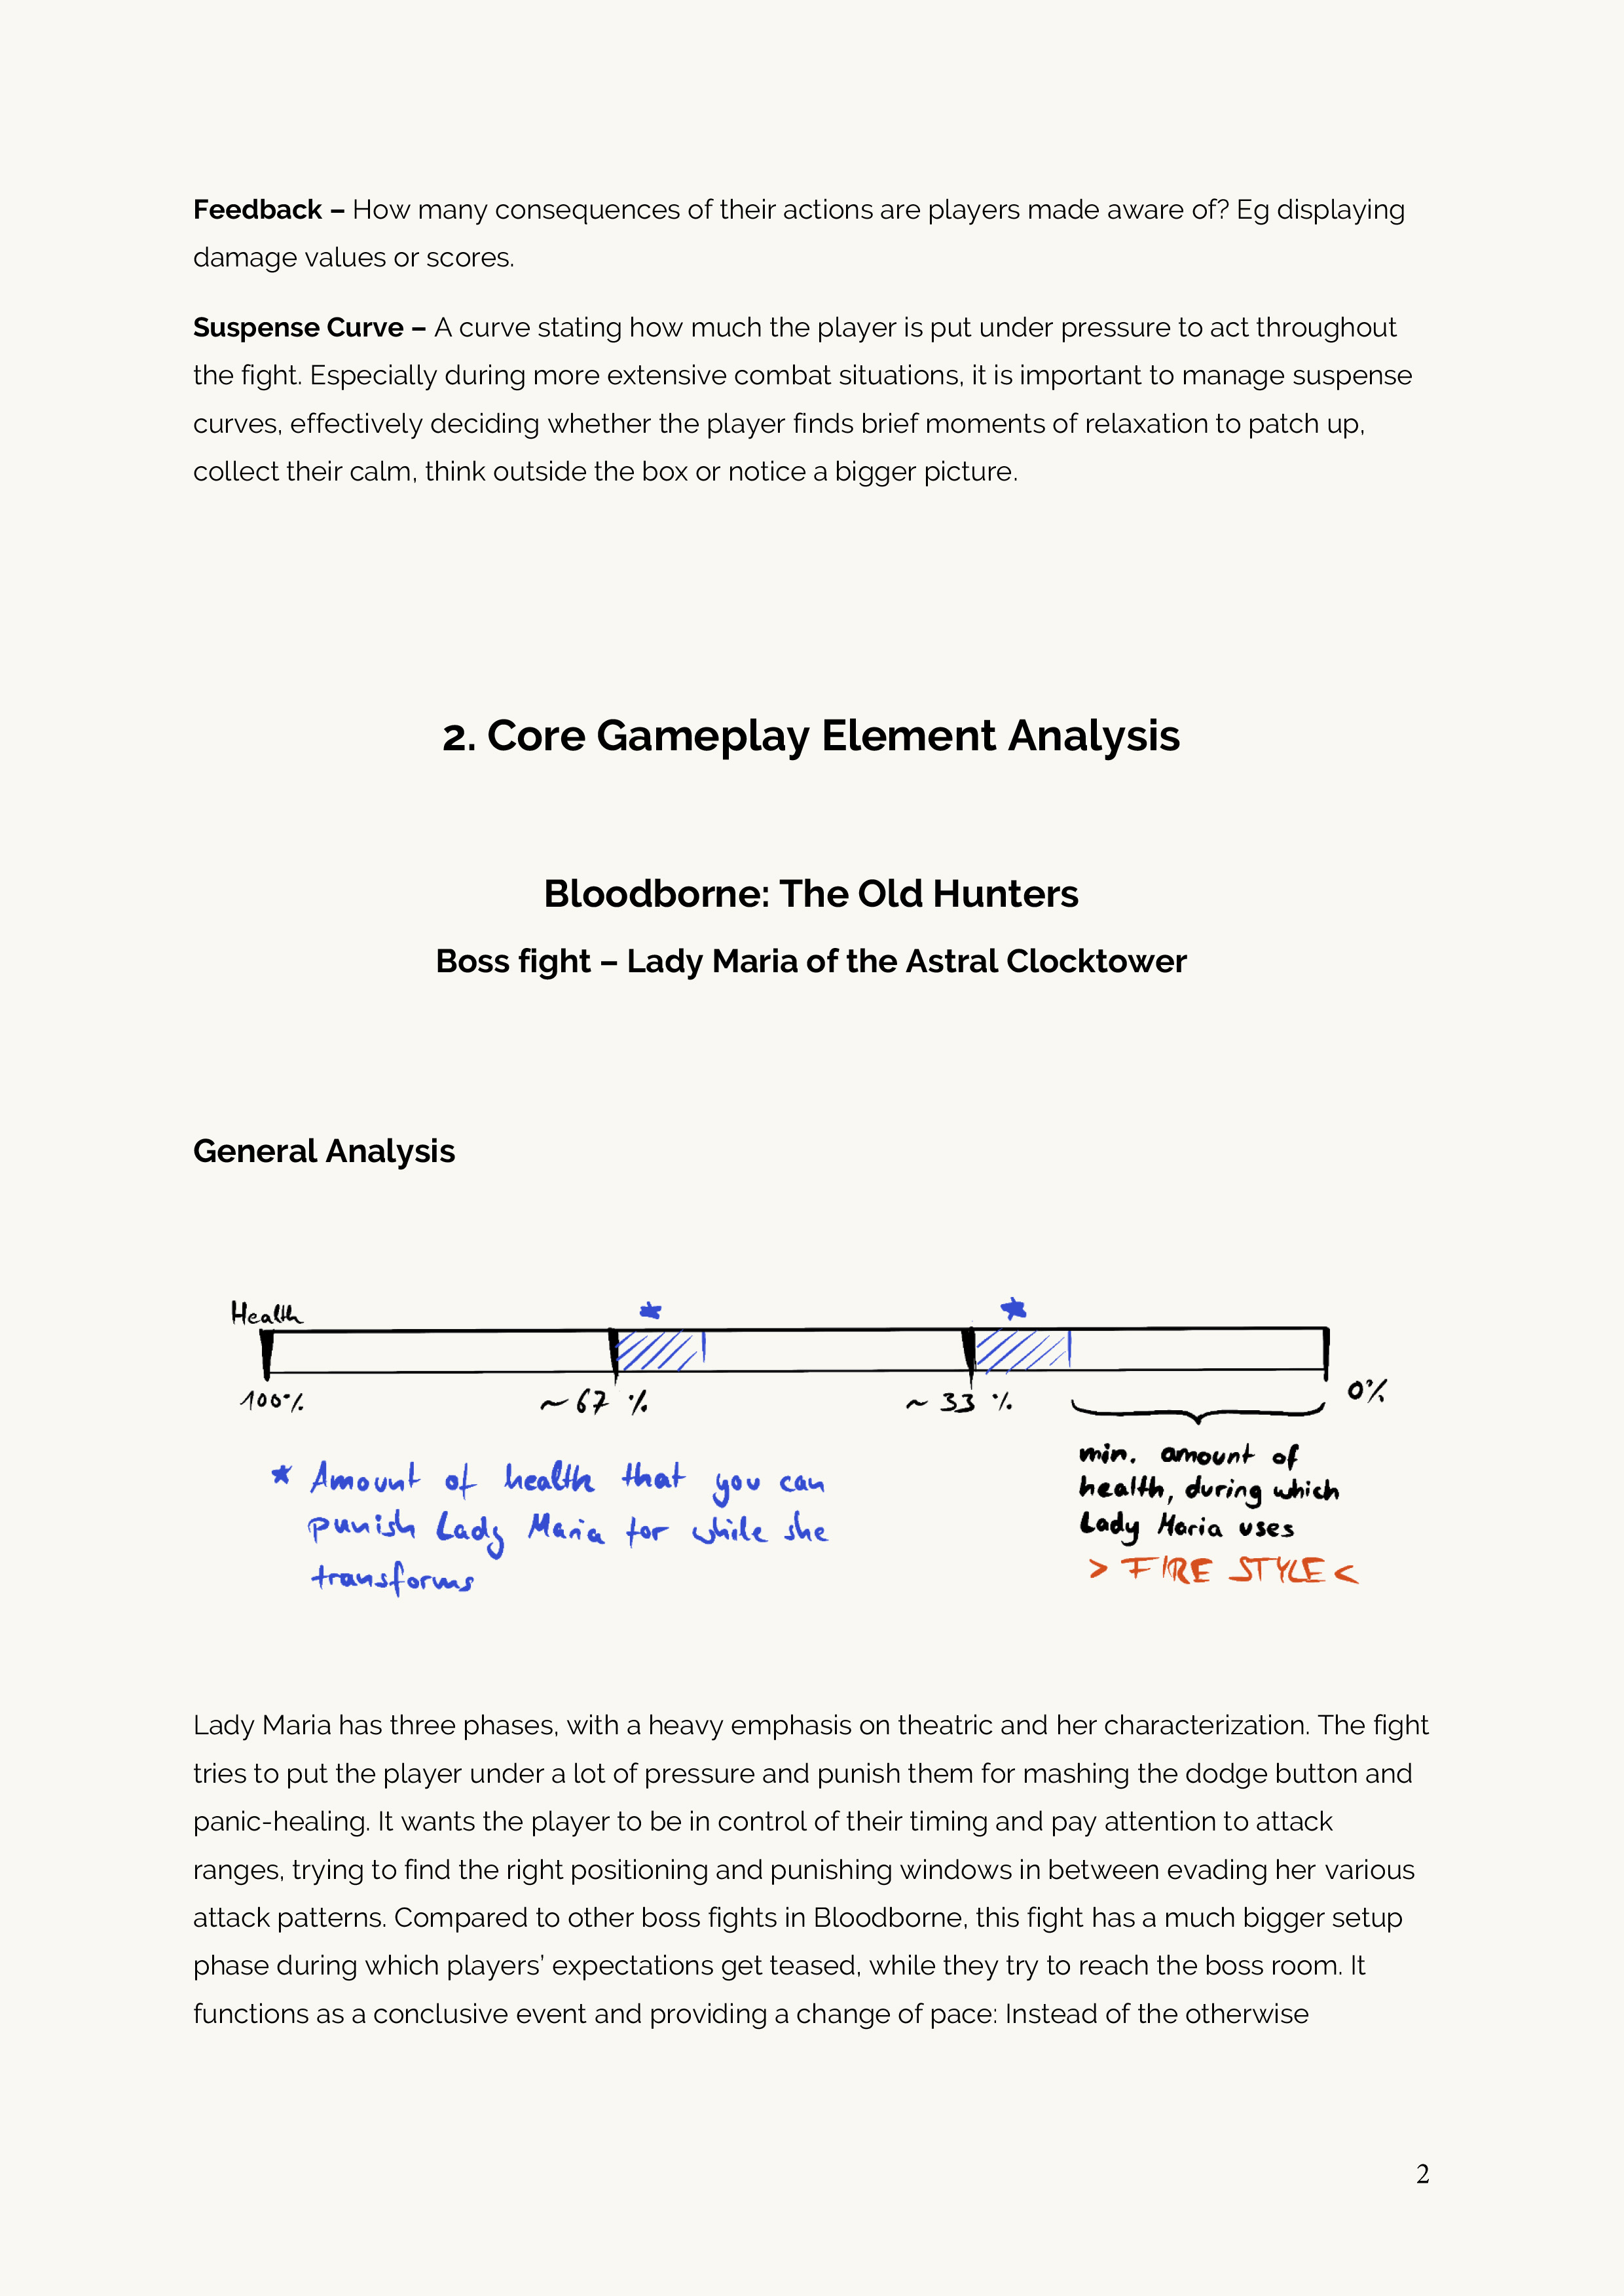 Feedback – How many consequences of their actions are players made aware of? Eg displaying
damage values or scores.
Suspense Curve – A curve stating how much the player is put under pressure to act throughout
the fight. Especially during more extensive combat situations, it is important to manage suspense
curves, effectively deciding whether the player finds brief moments of relaxation to patch up,
collect their calm, think outside the box or notice a bigger picture.
2. Core Gameplay Element Analysis
Bloodborne: The Old Hunters
Boss fight – Lady Maria of the Astral Clocktower
General Analysis
Health
100%
~67 %
~33 %
0%
* Amount of health that you can
punish Lady Maria for while she
transforms
min. amount of
health, during which
Lady Maria uses
> FIRE STYLE <
Lady Maria has three phases, with a heavy emphasis on theatric and her characterization. The fight
tries to put the player under a lot of pressure and punish them for mashing the dodge button and
panic-healing. It wants the player to be in control of their timing and pay attention to attack
ranges, trying to find the right positioning and punishing windows in between evading her various
attack patterns. Compared to other boss fights in Bloodborne, this fight has a much bigger setup
phase during which players’ expectations get teased, while they try to reach the boss room. It
functions as a conclusive event and providing a change of pace: Instead of the otherwise
2